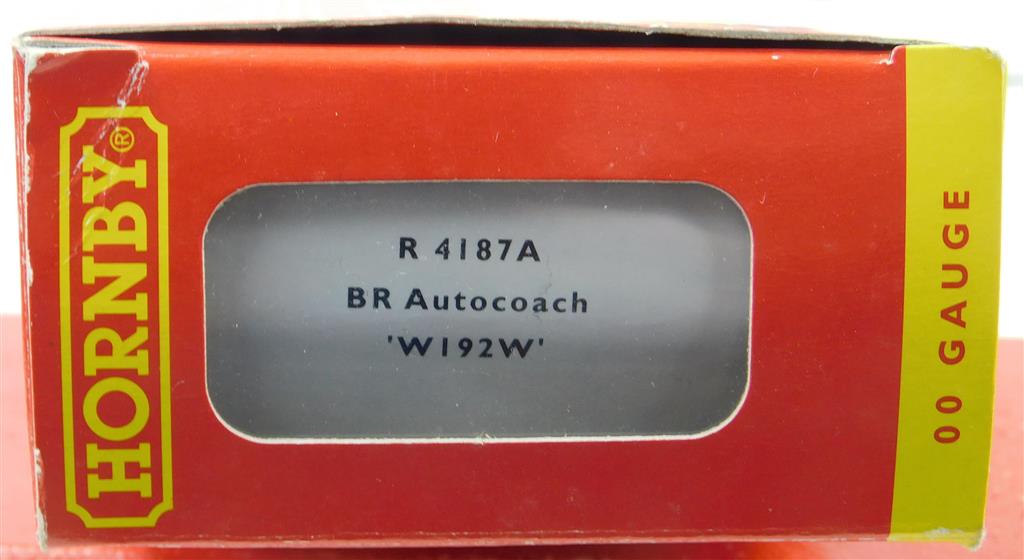 HORNBY®
R 4187A
BR Autocoach
'W192W'
00 GAUGE